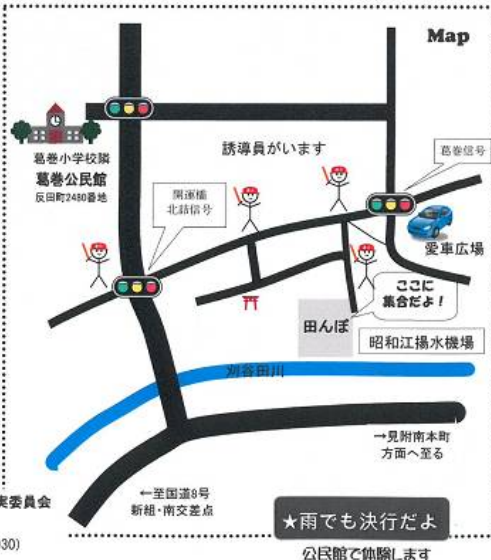 Map
誘導員がいます
葛巻信号
葛巻小学校隣
葛巻公民館
反田町2480番地
開運橋
北詰信号
愛車広場
ここに
集合だよ！
田んぼ
昭和江揚水機場
刈谷田川
→見附南本町
方面へ至る
←至国道8号
新組・南交差点
実委員会
30)
★雨でも決行だよ
公民館で体験します